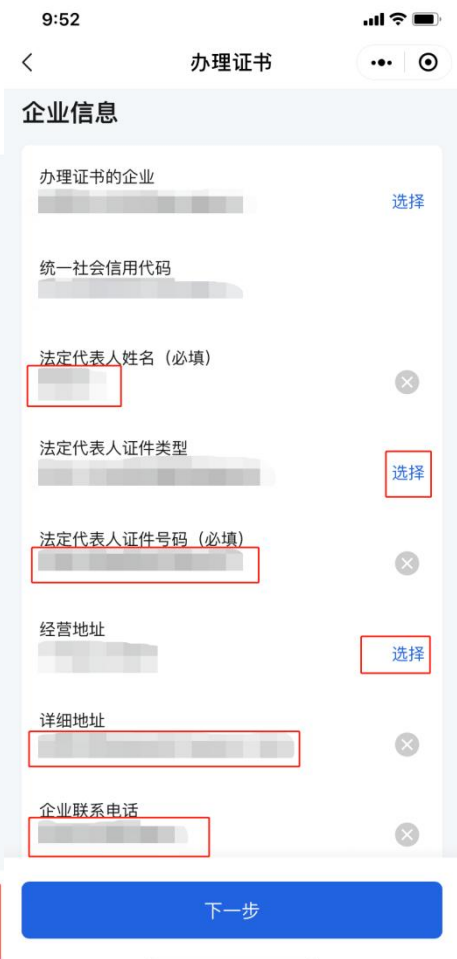 9:52
办理证书
企业信息
办理证书的企业
选择
统一社会信用代码
法定代表人姓名（必填）
法定代表人证件类型
选择
法定代表人证件号码（必填）
经营地址
选择
详细地址
企业联系电话
下一步